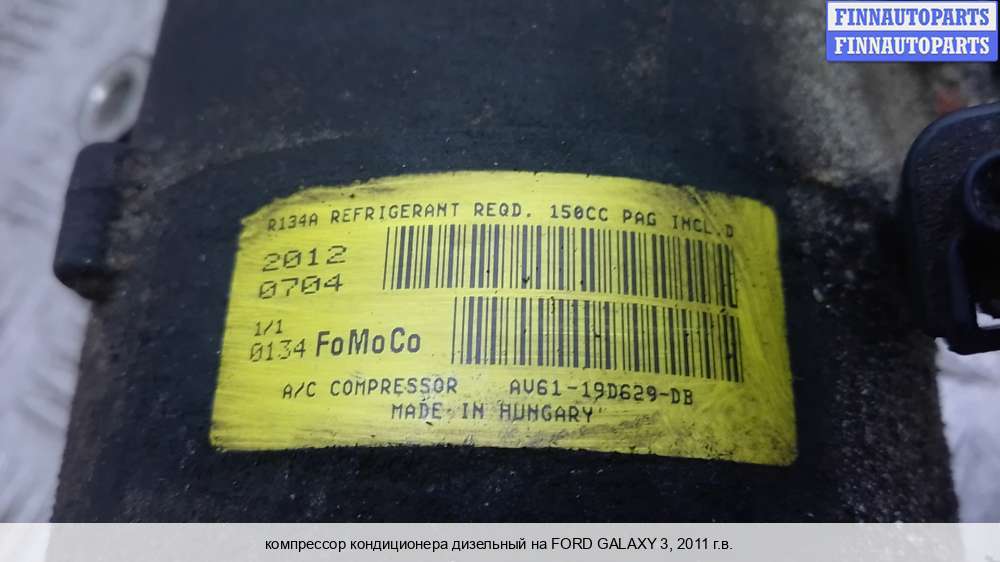 FINNAUTOPARTS
FINNAUTOPARTS
R134A REFRIGERANT REQD. 150CC PAG INCL.D
2012
0704
1/1
0134 FoMoCo
A/C COMPRESSOR AV61-19D629-DB
MADE IN HUNGARY
компрессор кондиционера дизельный на FORD GALAXY 3, 2011 г.в.